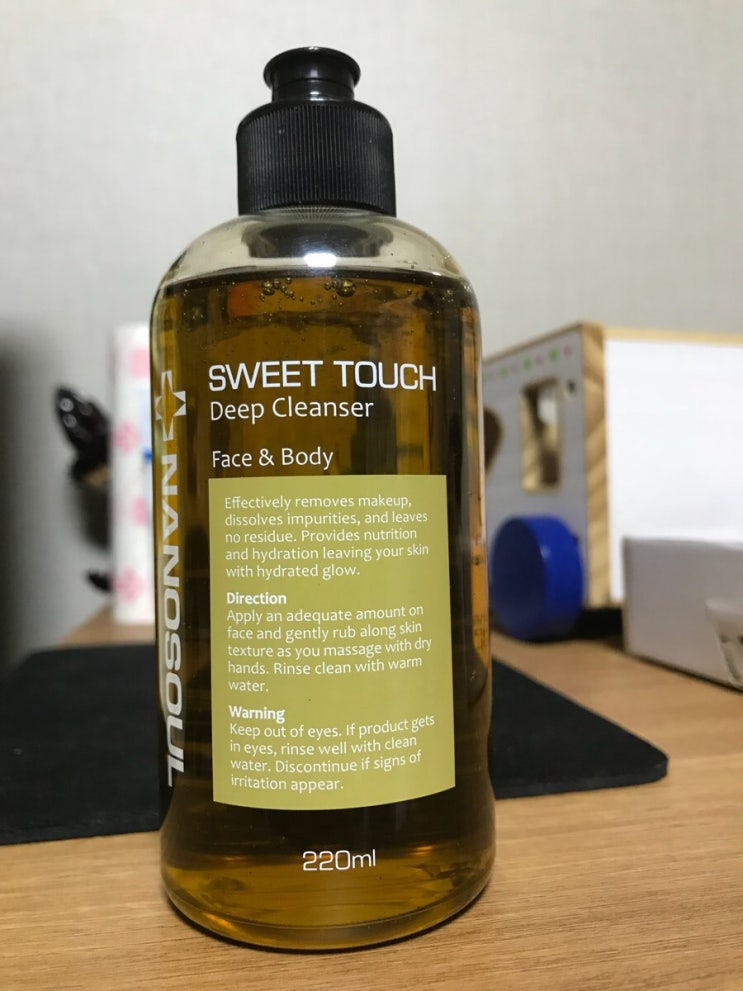 SWEET TOUCH
Deep Cleanser
Face & Body
Effectively removes makeup,
dissolves impurities, and leaves
no residue. Provides nutrition
and hydration leaving your skin
with hydrated glow.
Direction
Apply an adequate amount on
face and gently rub along skin
texture as you massage with dry
hands. Rinse clean with warm
water.
Warning
Keep out of eyes. If product gets
in eyes, rinse well with clean
water. Discontinue if signs of
irritation appear.
220ml
NANOSOUL